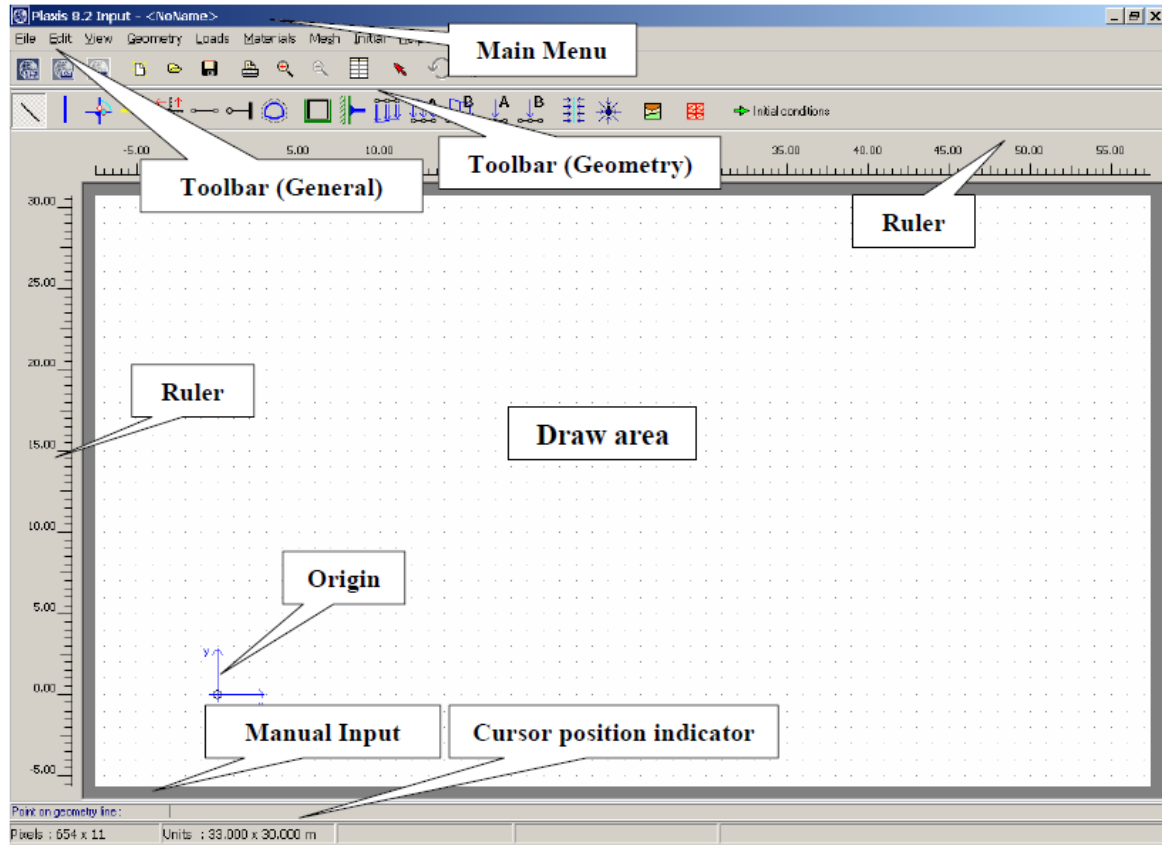 Plaxis 8.2 Input - <NoName>
File Edit View Geometry Loads Materials Mesh Initial
Main Menu
A B A B Initial conditions
Toolbar (General)
Toolbar (Geometry)
-5.00 5.00 10.00 35.00 40.00 45.00 50.00 55.00
Ruler
30.00
25.00
20.00
Ruler
Draw area
15.00
10.00
Origin
5.00
y
0.00
Manual Input
Cursor position indicator
-5.00
Point on geometry line :
Pixels : 654 x 11 Units : 33.000 x 30.000 m